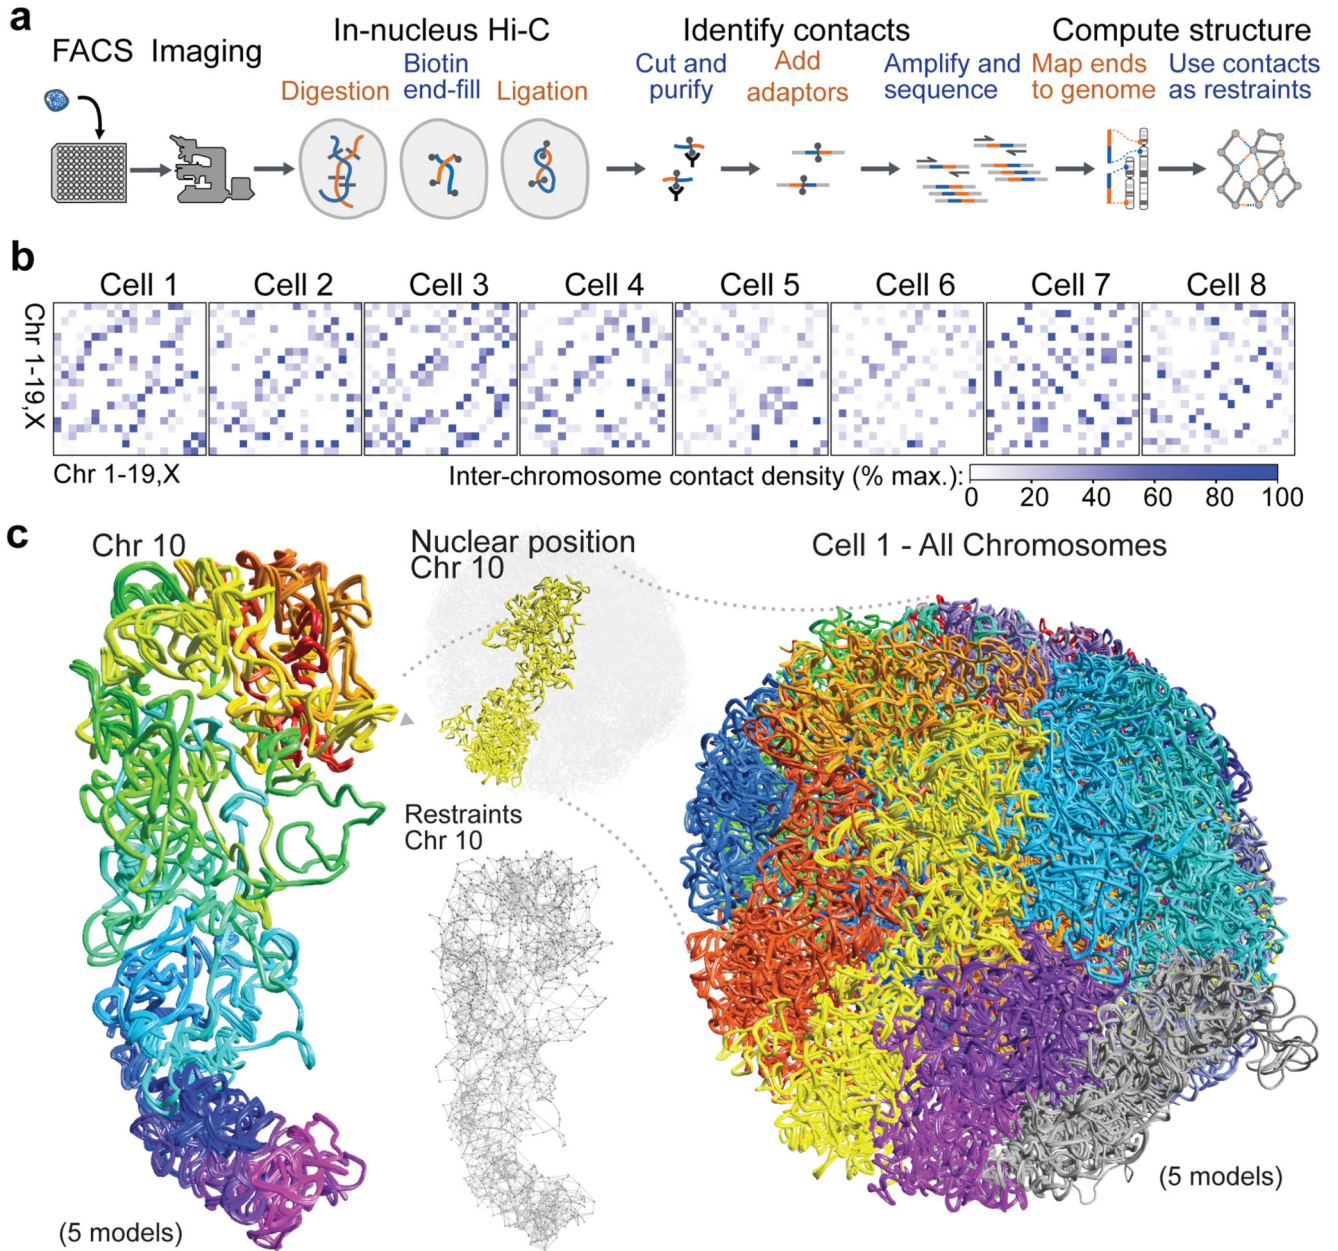 a
FACS
Imaging
In-nucleus Hi-C
Digestion
Biotin
end-fill
Ligation
Identify contacts
Cut and
purify
Add
adaptors
Amplify and
sequence
Compute structure
Map ends
to genome
Use contacts
as restraints
b
Cell 1
Cell 2
Cell 3
Cell 4
Cell 5
Cell 6
Cell 7
Cell 8
Chr 1-19,X
Chr 1-19,X
Inter-chromosome contact density (% max.):
0 20 40 60 80 100
c
Chr 10
(5 models)
Nuclear position
Chr 10
Restraints
Chr 10
Cell 1 - All Chromosomes
(5 models)